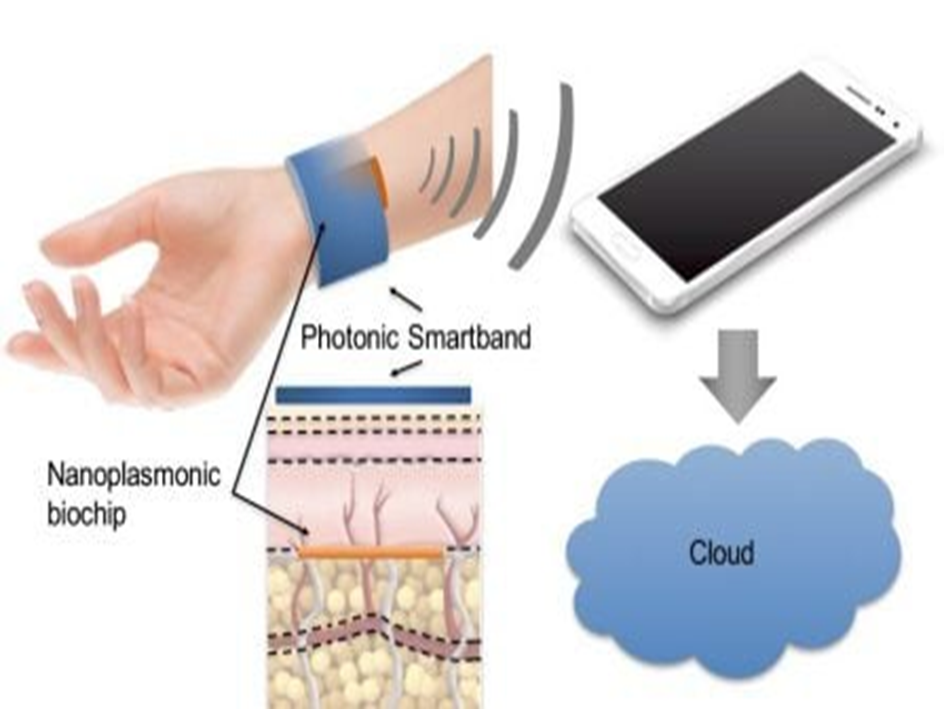 Photonic Smartband
Nanoplasmonic
biochip
Cloud